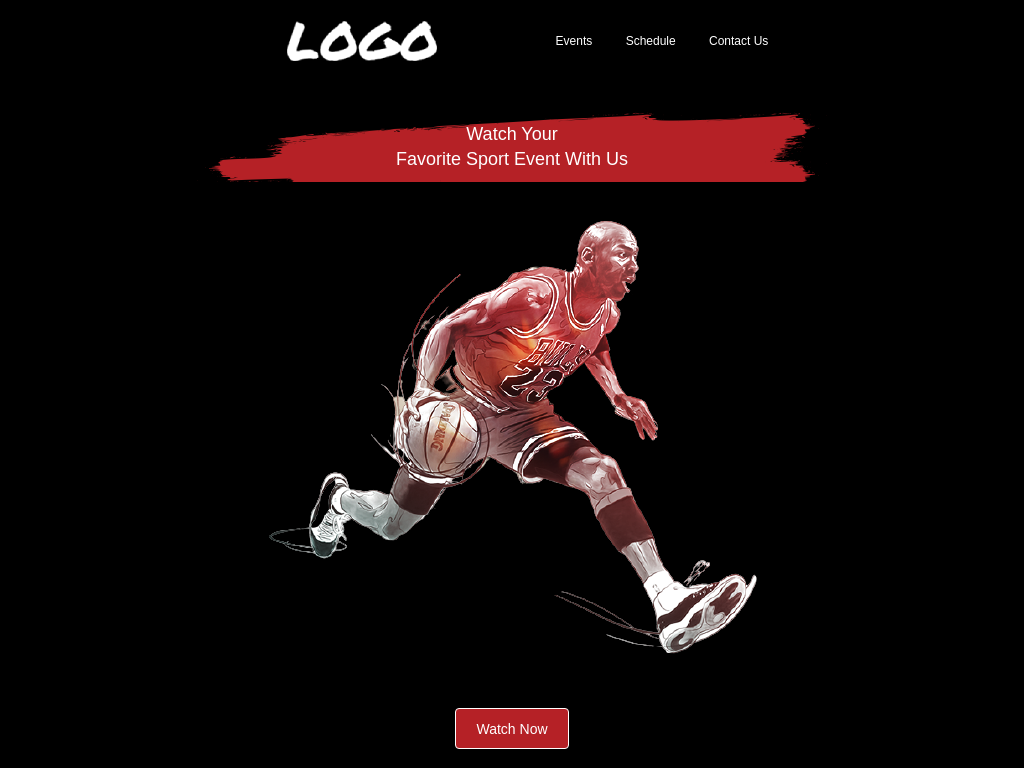 LOGO
Events Schedule Contact Us
Watch Your
Favorite Sport Event With Us
BULLS
23
SPALDING
Watch Now